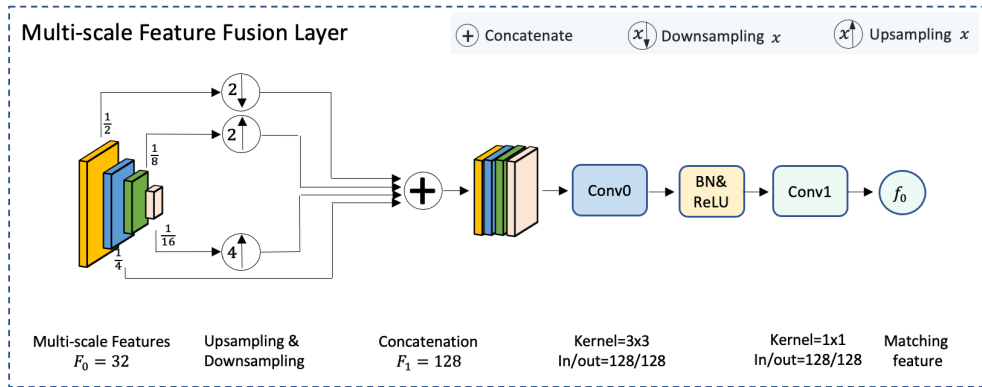 Multi-scale Feature Fusion Layer
+ Concatenate
x↓ Downsampling x
x↑ Upsampling x
1/2
2↓
1/8
2↑
1/16
4↑
1/4
+
Conv0
BN&
ReLU
Conv1
f₀
Multi-scale Features
F₀ = 32
Upsampling &
Downsampling
Concatenation
F₁ = 128
Kernel=3x3
In/out=128/128
Kernel=1x1
In/out=128/128
Matching
feature